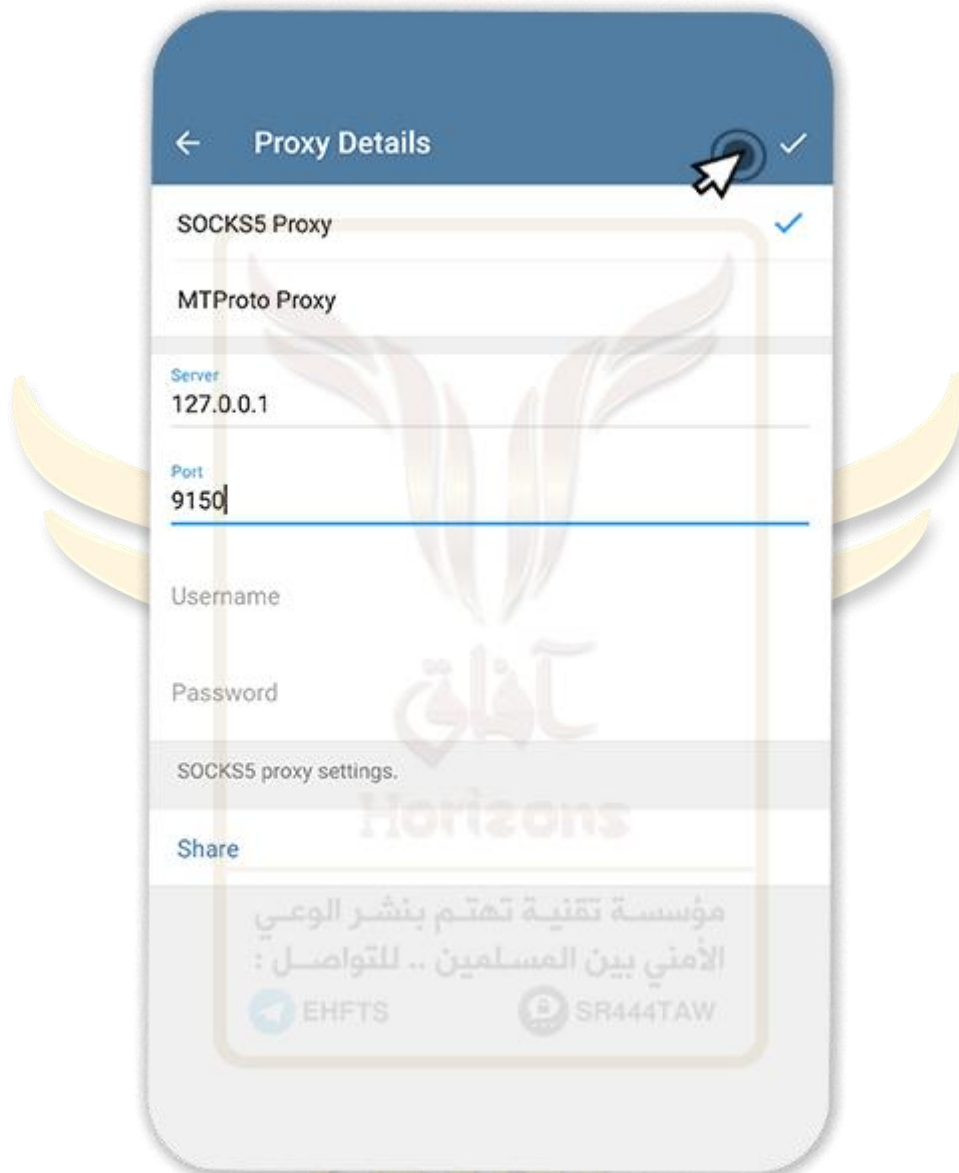 Proxy Details
SOCKS5 Proxy
MTProto Proxy
Server
127.0.0.1
Port
9150
Username
Password
آفاق
SOCKS5 proxy settings.
Horizons
Share
مؤسسة تقنية تهتم بنشر الوعي
الأمني بين المسلمين .. للتواصل :
EHFTS SR444TAW